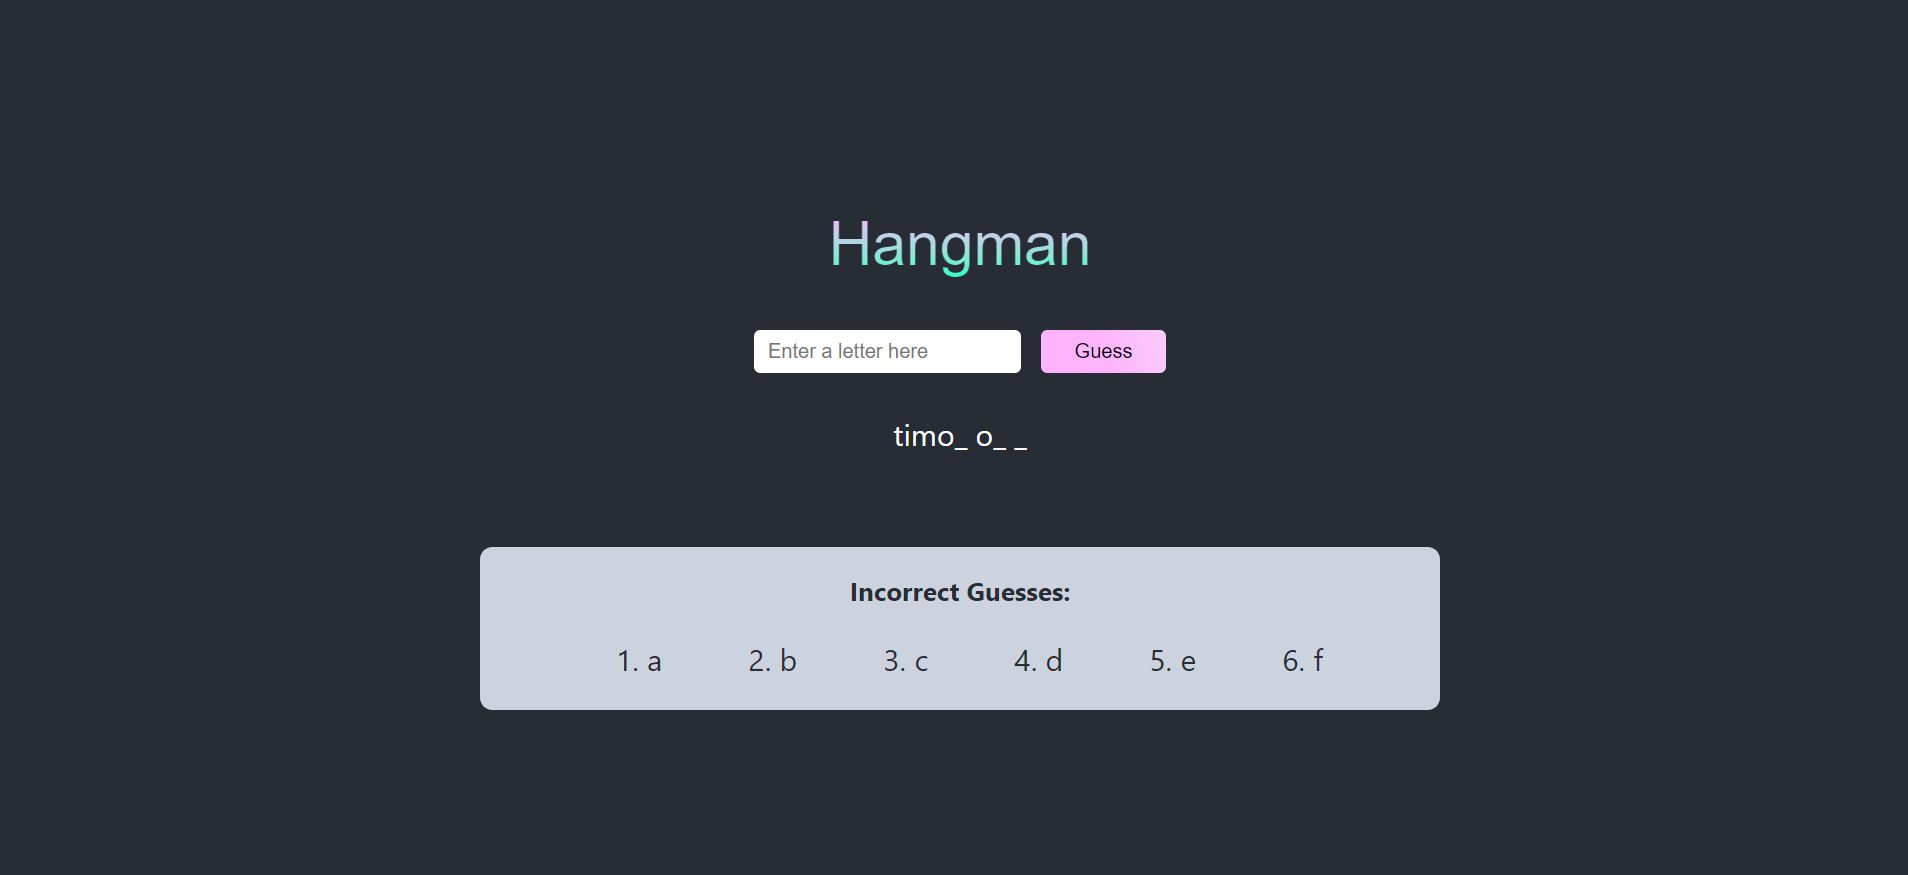 Hangman
Enter a letter here
Guess
timo_ o_ _
Incorrect Guesses:
1. a 2. b 3. c 4. d 5. e 6. f